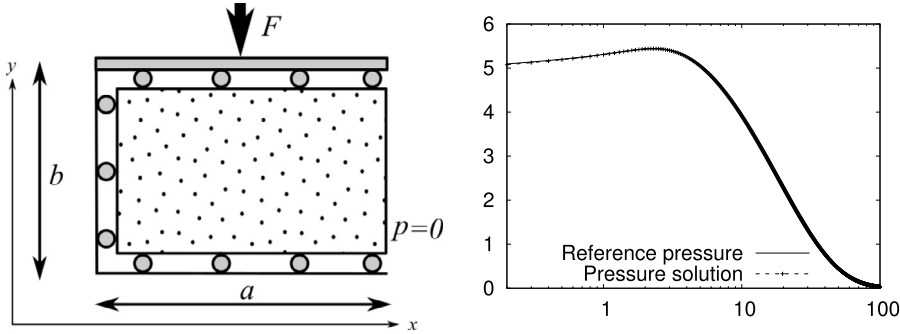 F
y
b
p=0
a
x
6
5
4
3
2
1
0
Reference pressure
Pressure solution
1
10
100